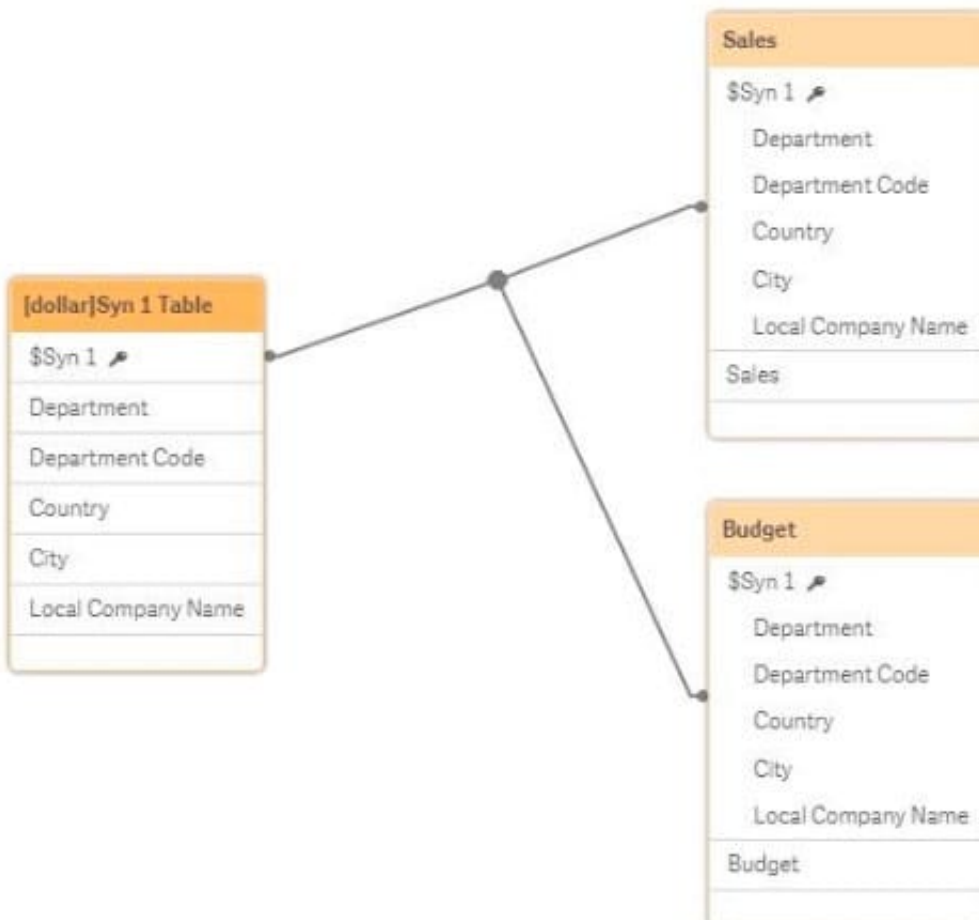 [dollar]Syn 1 Table
$Syn 1
Department
Department Code
Country
City
Local Company Name
Sales
$Syn 1
Department
Department Code
Country
City
Local Company Name
Sales
Budget
$Syn 1
Department
Department Code
Country
City
Local Company Name
Budget